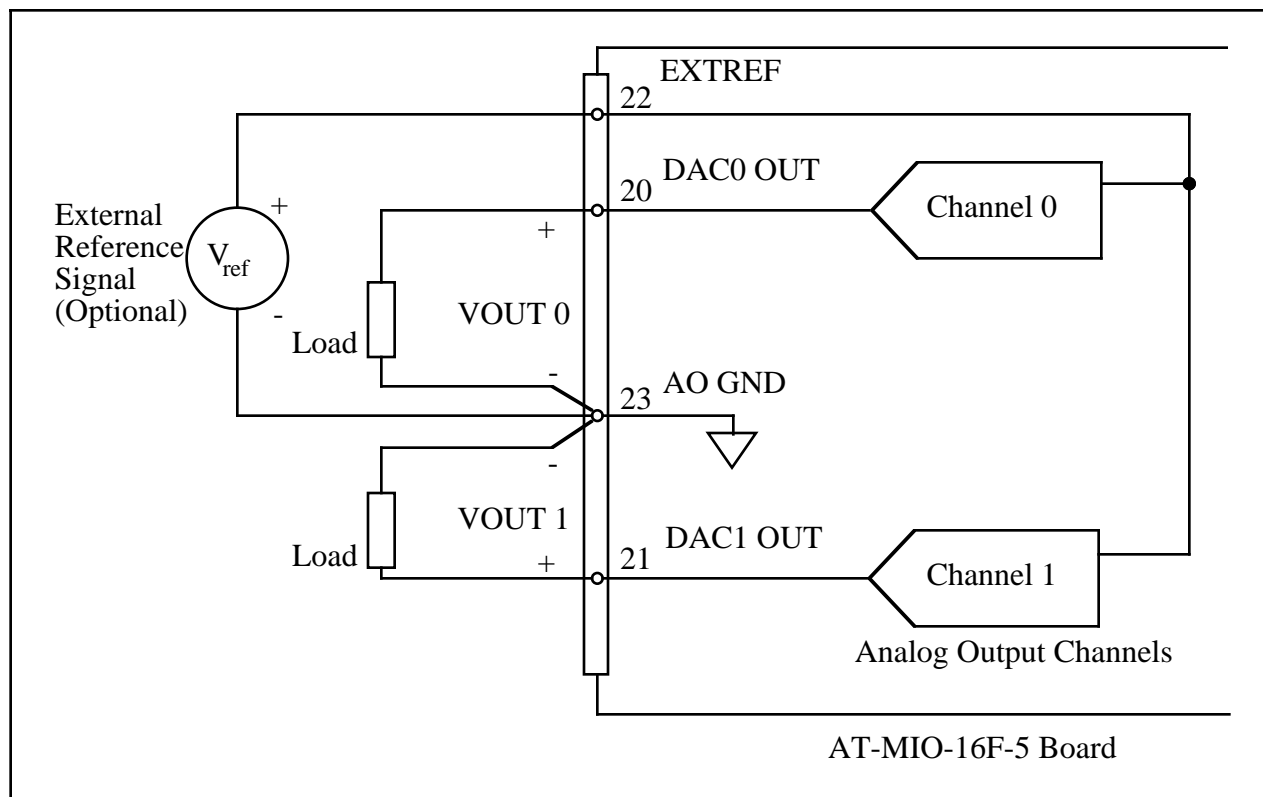 EXTREF
22
DAC0 OUT
20
Channel 0
+
External
Reference
Signal
(Optional)
Vref
-
+
VOUT 0
Load
-
AO GND
23
-
VOUT 1
DAC1 OUT
Load
+
21
Channel 1
Analog Output Channels
AT-MIO-16F-5 Board